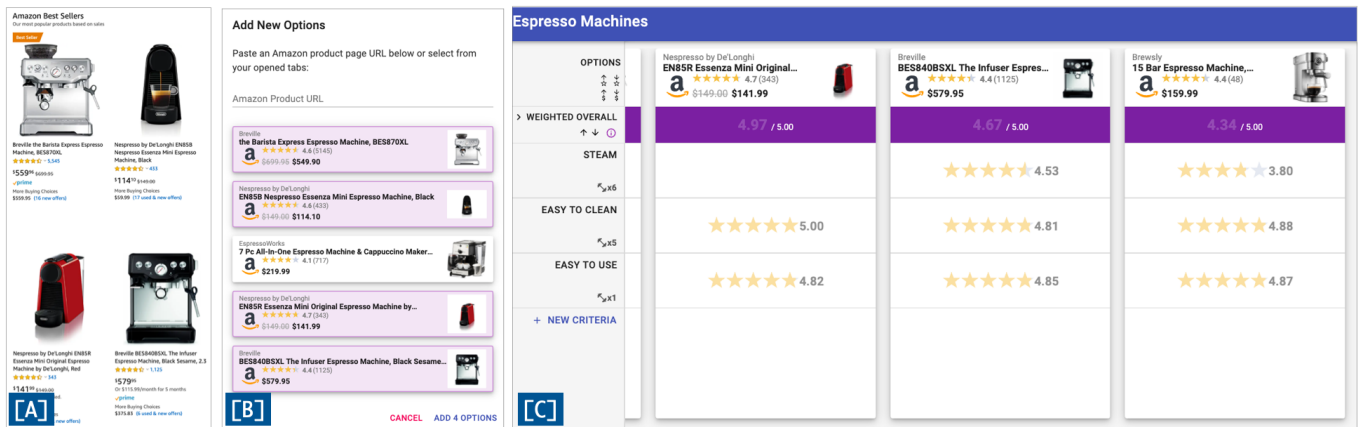 Amazon Best Sellers
Our most popular products based on sales
Best Seller
Breville the Barista Express Espresso
Machine, BES870XL
5,545
$559⁹⁶ $699.95
prime
More Buying Choices
$559.95 (16 new offers)
Nespresso by De'Longhi EN85B
Nespresso Essenza Mini Espresso
Machine, Black
433
$114¹⁰ $149.00
More Buying Choices
$59.99 (17 used & new offers)
Nespresso by De'Longhi EN85R
Essenza Mini Original Espresso
Machine by De'Longhi, Red
343
$141⁹⁹ $149.00
new offers)
Breville BES840BSXL The Infuser
Espresso Machine, Black Sesame, 2.3
1,125
$579⁹⁵
Or $115.99/month for 5 months
prime
More Buying Choices
$375.83 (6 used & new offers)
[A]
Add New Options
Paste an Amazon product page URL below or select from
your opened tabs:
Amazon Product URL
Breville
the Barista Express Espresso Machine, BES870XL
a 4.6 (5145)
$699.95 $549.90
Nespresso by De'Longhi
EN85B Nespresso Essenza Mini Espresso Machine, Black
a 4.6 (433)
$149.00 $114.10
EspressoWorks
7 Pc All-In-One Espresso Machine & Cappuccino Maker...
a 4.1 (717)
$219.99
Nespresso by De'Longhi
EN85R Essenza Mini Original Espresso Machine by...
a 4.7 (343)
$149.00 $141.99
Breville
BES840BSXL The Infuser Espresso Machine, Black Sesame...
a 4.4 (1125)
$579.95
CANCEL ADD 4 OPTIONS
[B]
Espresso Machines
OPTIONS
$ $
Nespresso by De'Longhi
EN85R Essenza Mini Original...
a 4.7 (343)
$149.00 $141.99
Breville
BES840BSXL The Infuser Espres...
a 4.4 (1125)
$579.95
Brewsly
15 Bar Espresso Machine,...
a 4.4 (48)
$159.99
> WEIGHTED OVERALL
4.97 / 5.00 4.67 / 5.00 4.34 / 5.00
STEAM
x6
4.53 3.80
EASY TO CLEAN
x5
5.00 4.81 4.88
EASY TO USE
x1
4.82 4.85 4.87
+ NEW CRITERIA
[C]